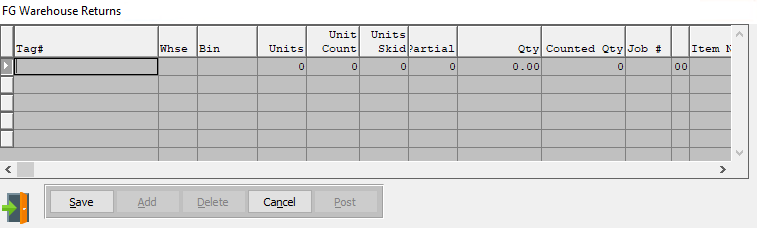 FG Warehouse Returns
Unit Units
Tag# Whse Bin Units Count Skid Partial Qty Counted Qty Job # Item N
0 0 0 0 0.00 0 00
Save Add Delete Cancel Post